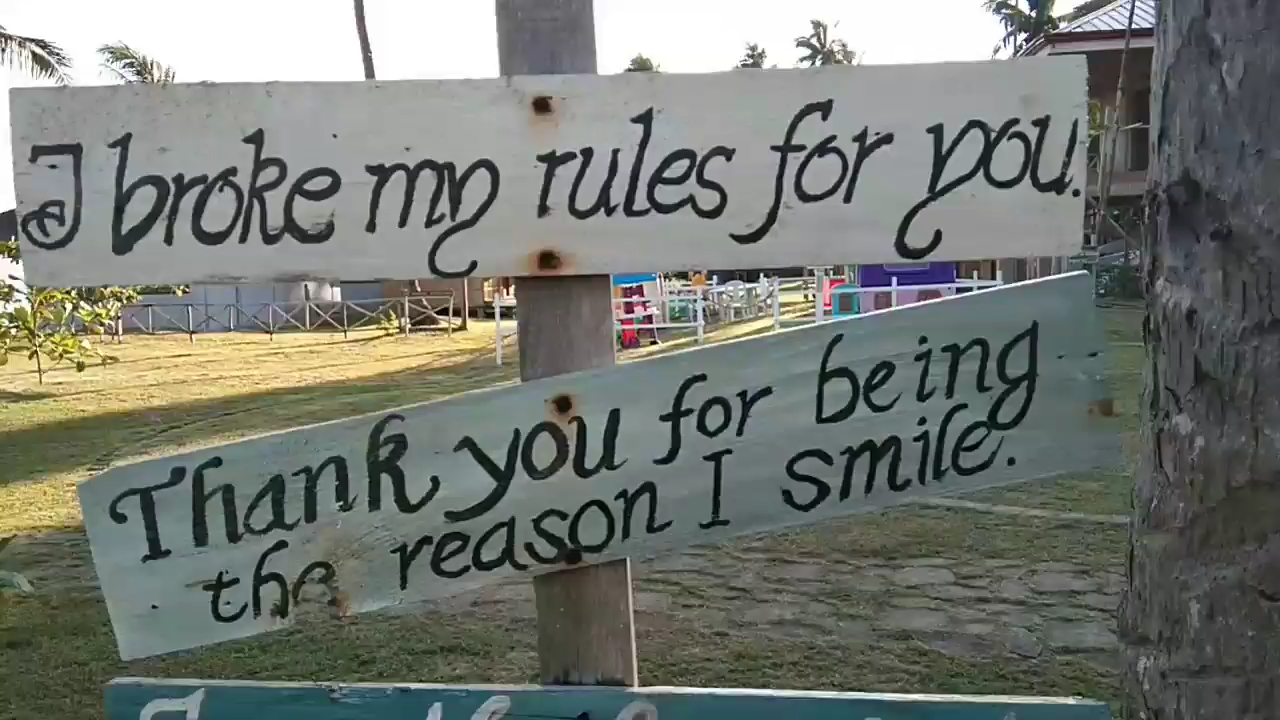 I broke my rules for you.
Thank you for being...
the reason I smile.